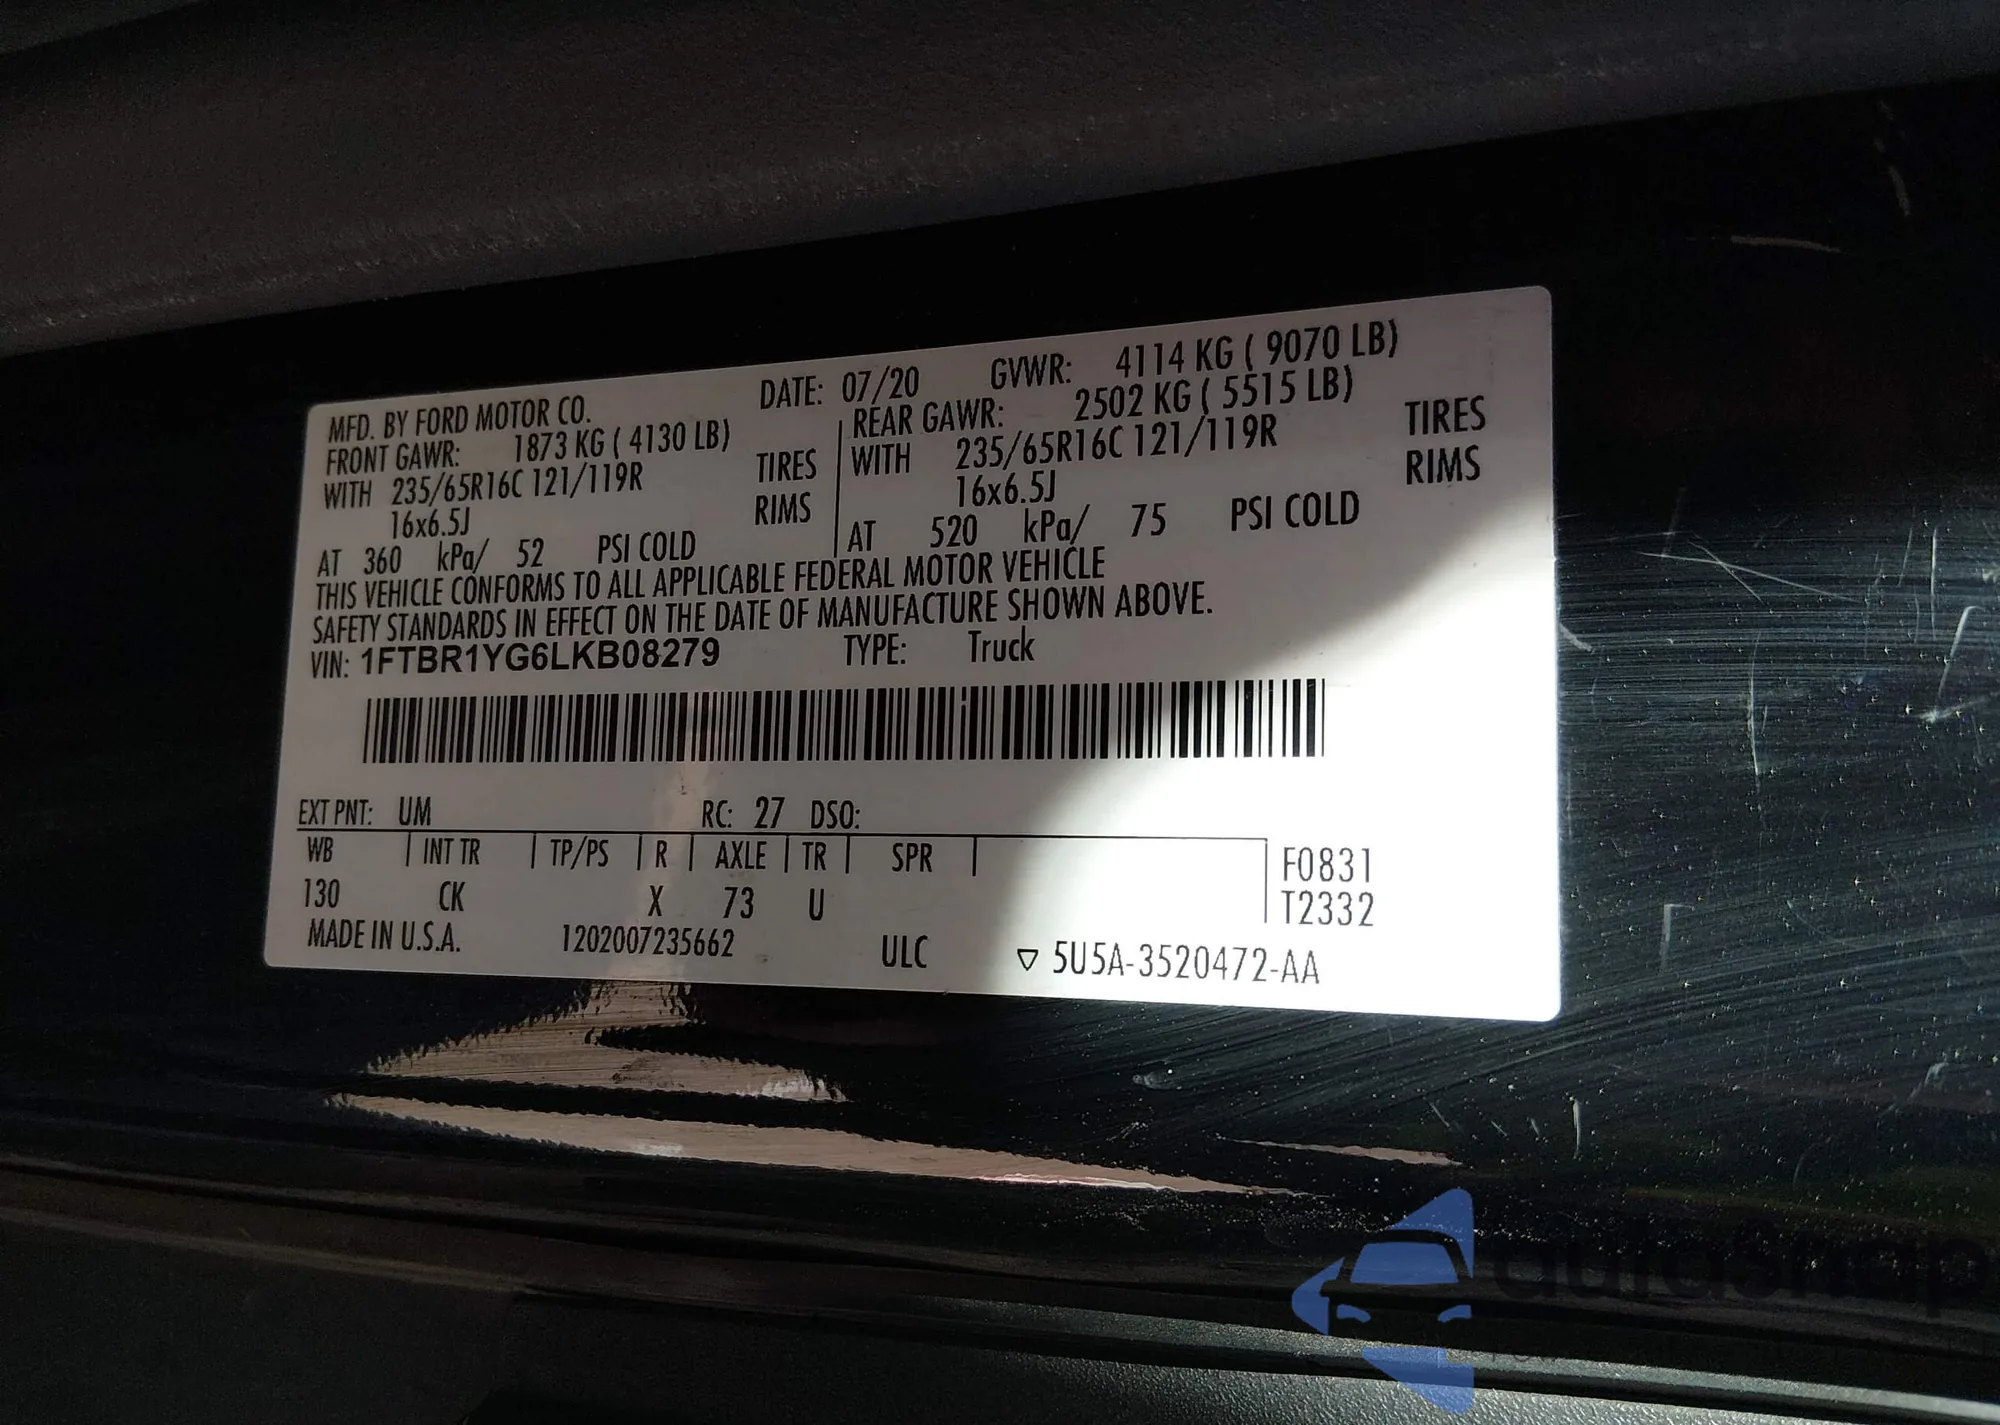 MFD. BY FORD MOTOR CO. DATE: 07/20 GVWR: 4114 KG ( 9070 LB)
FRONT GAWR: 1873 KG ( 4130 LB) REAR GAWR: 2502 KG ( 5515 LB)
WITH 235/65R16C 121/119R TIRES WITH 235/65R16C 121/119R TIRES
16x6.5J RIMS 16x6.5J RIMS
AT 360 kPa/ 52 PSI COLD AT 520 kPa/ 75 PSI COLD
THIS VEHICLE CONFORMS TO ALL APPLICABLE FEDERAL MOTOR VEHICLE
SAFETY STANDARDS IN EFFECT ON THE DATE OF MANUFACTURE SHOWN ABOVE.
VIN: 1FTBR1YG6LKB08279 TYPE: Truck
EXT PNT: UM RC: 27 DSO:
WB INT TR TP/PS R AXLE TR SPR F0831
130 CK X 73 U T2332
MADE IN U.S.A. 1202007235662 ULC ▽ 5U5A-3520472-AA
autosnap